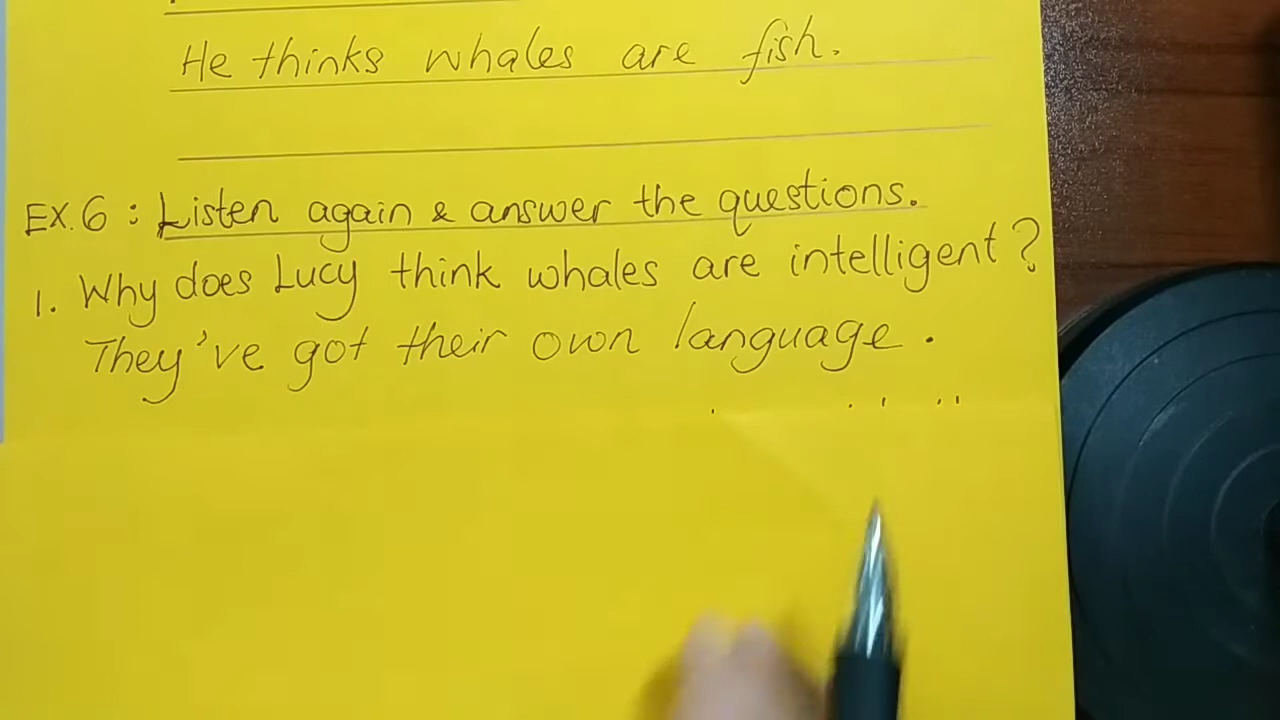 He thinks whales are fish.
EX.6 : Listen again & answer the questions.
1. Why does Lucy think whales are intelligent?
They've got their own language.